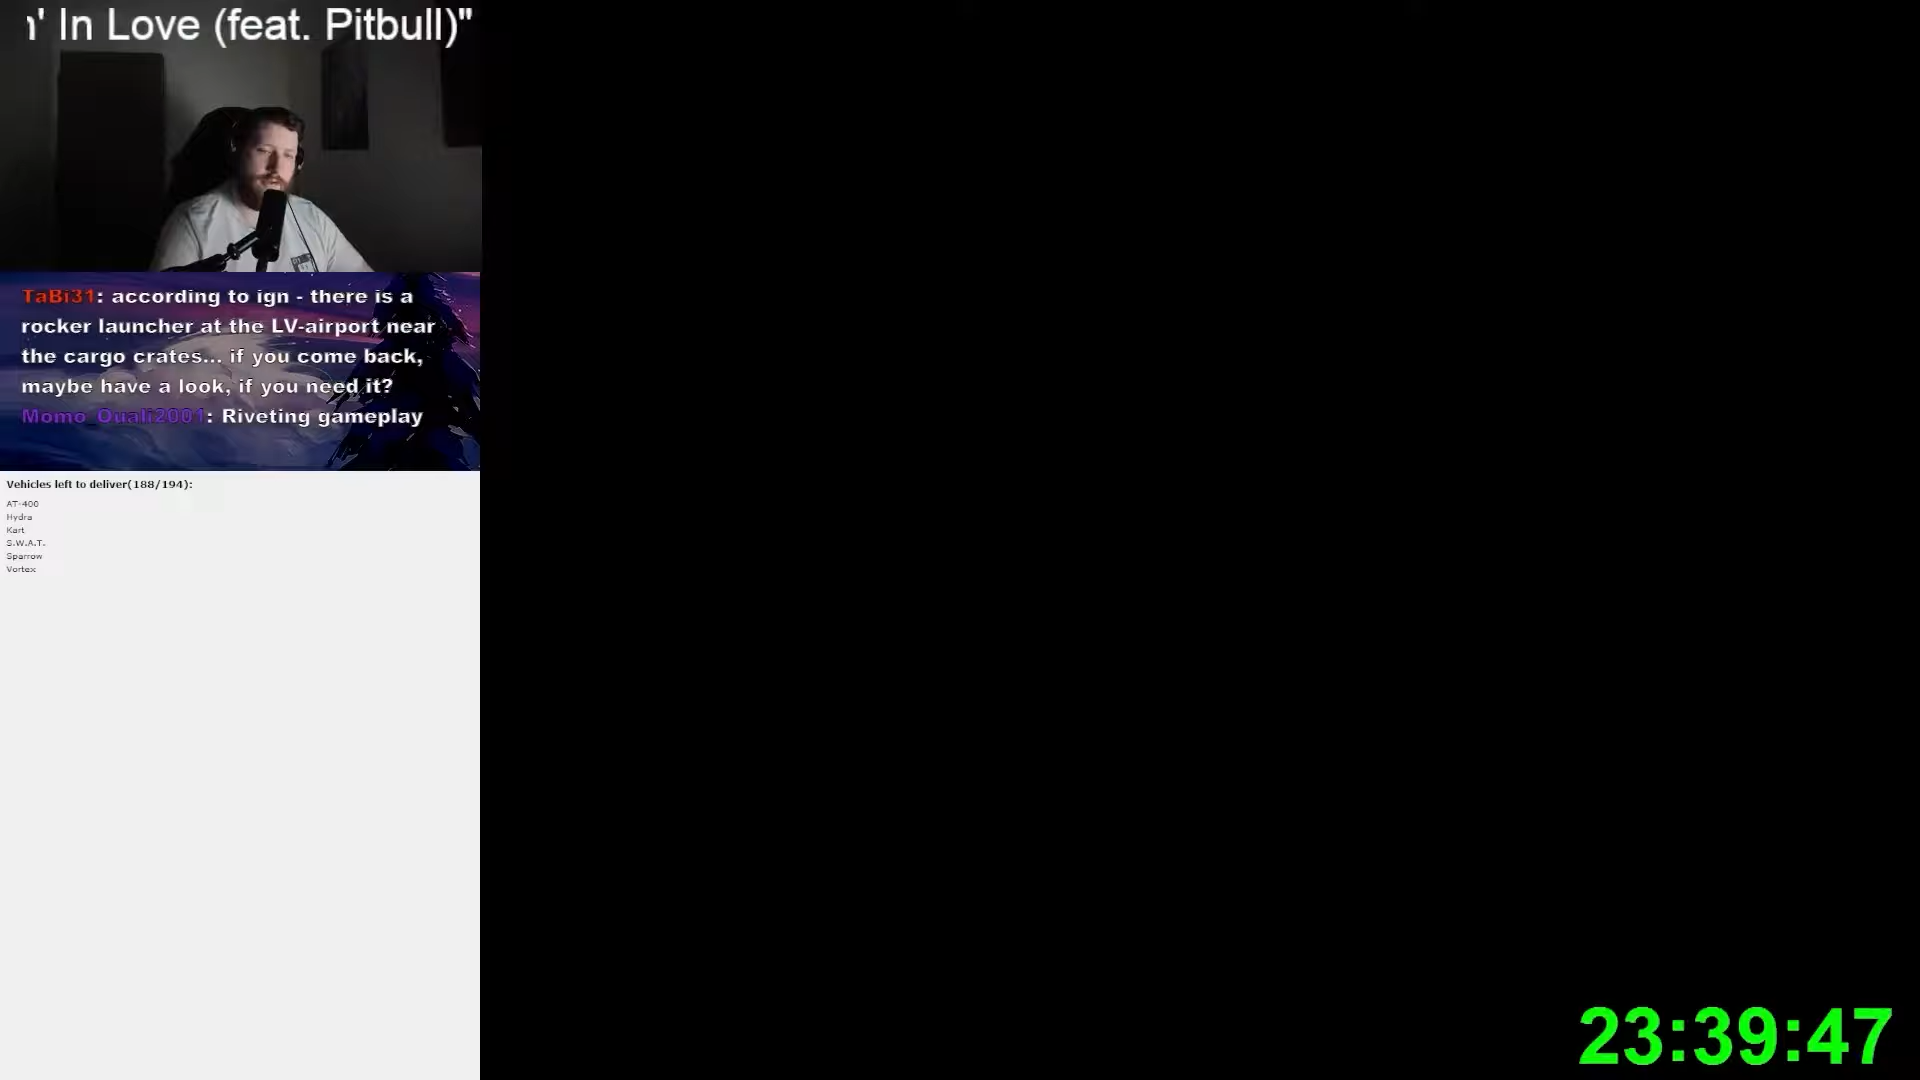 ' In Love (feat. Pitbull)"
TaBi31: according to ign - there is a
rocker launcher at the LV-airport near
the cargo crates... if you come back,
maybe have a look, if you need it?
Momo_Ouali2001: Riveting gameplay
Vehicles left to deliver(188/194):
AT-400
Hydra
Kart
S.W.A.T.
Sparrow
Vortex
23:39:47